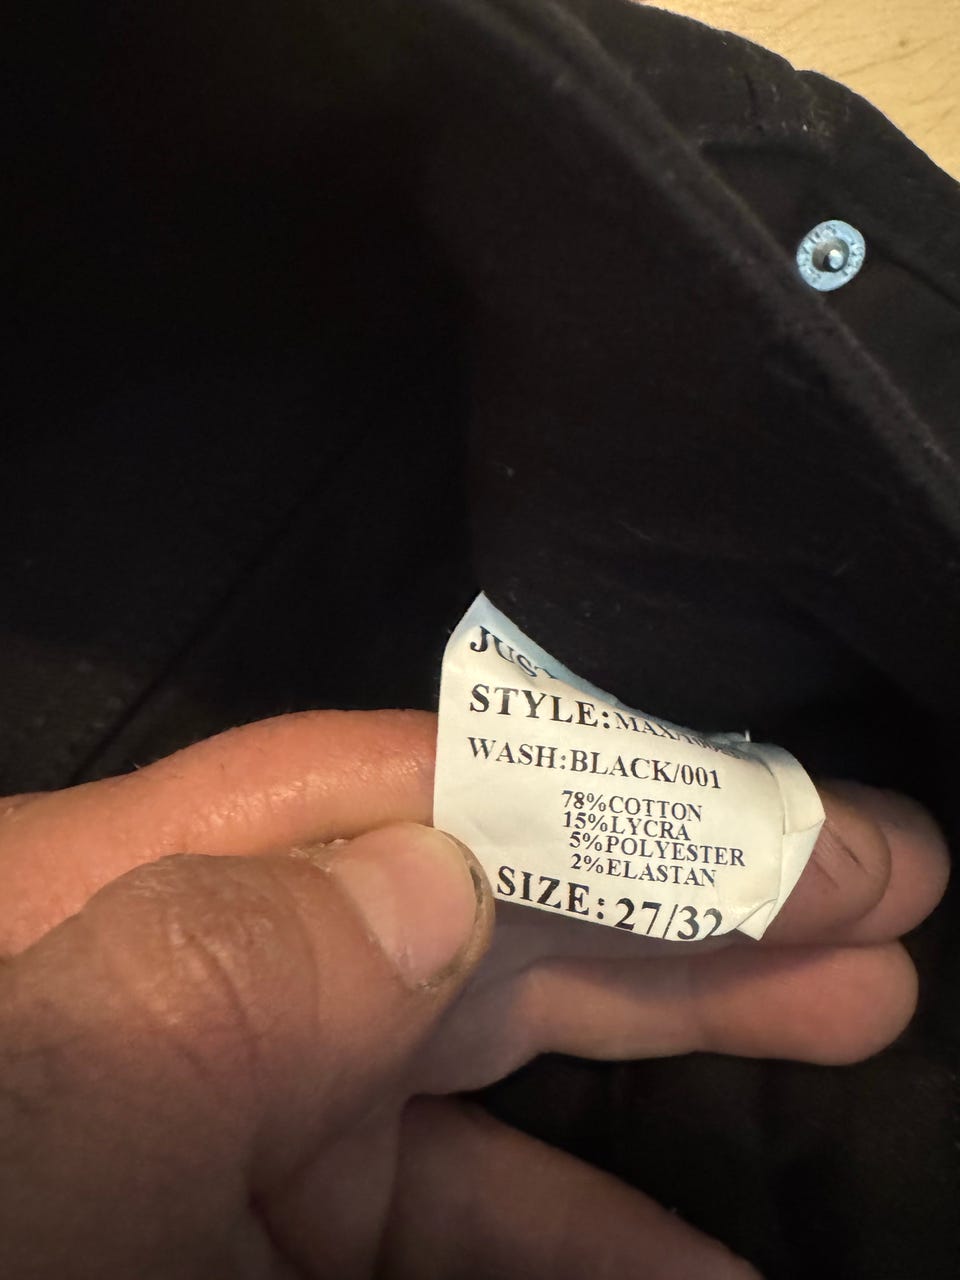 STYLE:
WASH:BLACK/001
78%COTTON
15%LYCRA
5%POLYESTER
2%ELASTAN
SIZE:27/32